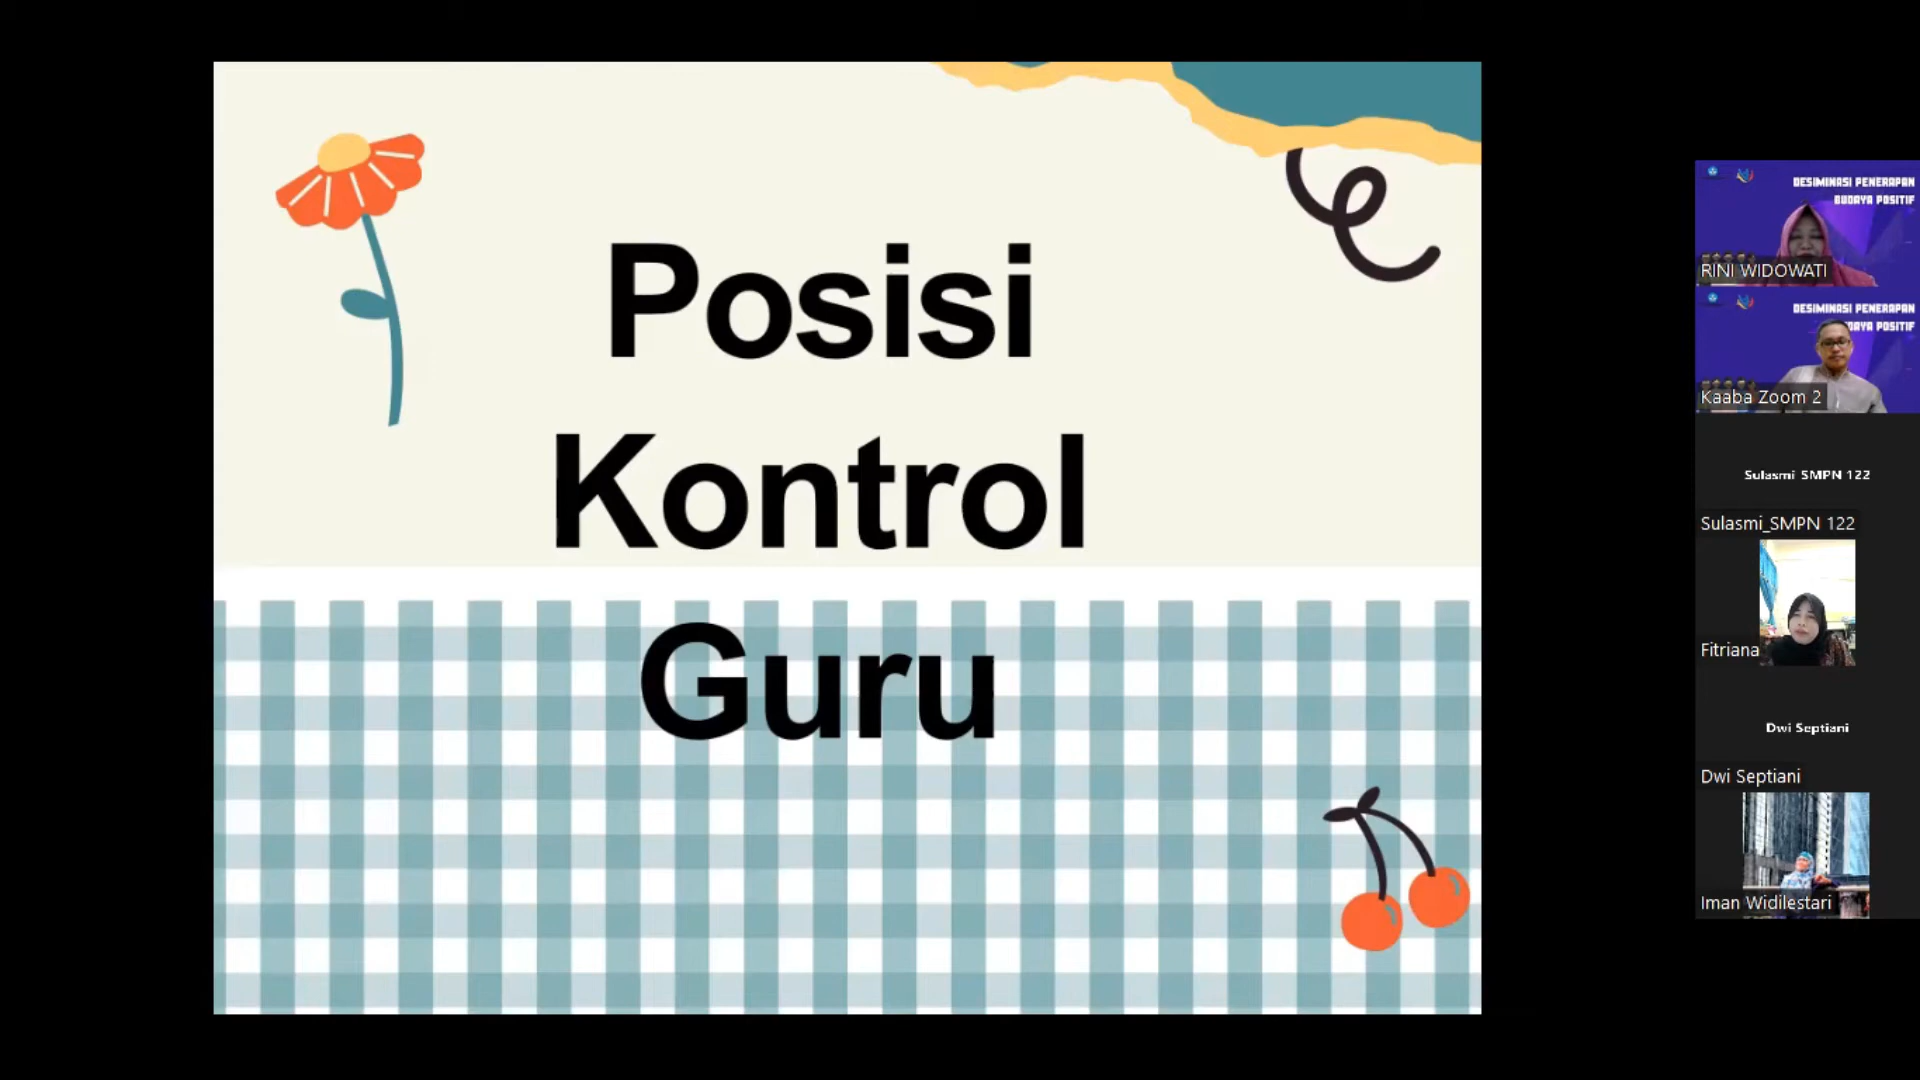 Posisi
Kontrol
Guru
DESIMINASI PENERAPAN
BUDAYA POSITIF
RINI WIDOWATI
DESIMINASI PENERAPAN
POSITIF
Kaaba Zoom 2
Sulasmi SMPN 122
Sulasmi_SMPN 122
Fitriana
Dwi Septiani
Dwi Septiani
Iman Widilestari